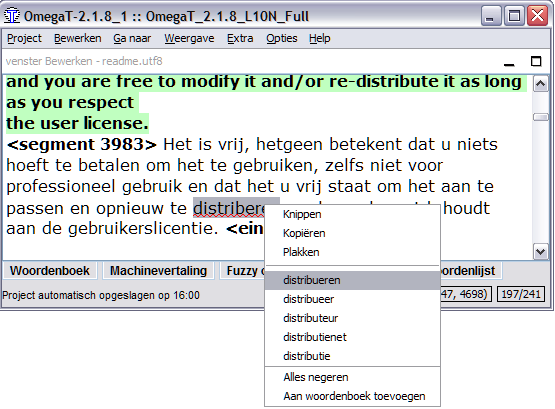 OmegaT-2.1.8_1 :: OmegaT_2.1.8_L10N_Full
Project Bewerken Ga naar Weergave Extra Opties Help
venster Bewerken - readme.utf8
and you are free to modify it and/or re-distribute it as long
as you respect
the user license.
<segment 3983> Het is vrij, hetgeen betekent dat u niets
hoeft te betalen om het te gebruiken, zelfs niet voor
professioneel gebruik en dat het u vrij staat om het aan te
passen en opnieuw te distribere
houdt
aan de gebruikerslicentie. <ein
Knippen
Kopiëren
Plakken
distribueren
distribueer
distributeur
distributienet
distributie
Alles negeren
Aan woordenboek toevoegen
Woordenboek Machinevertaling Fuzzy ordenlijst
Project automatisch opgeslagen op 16:00 47, 4698) 197/241